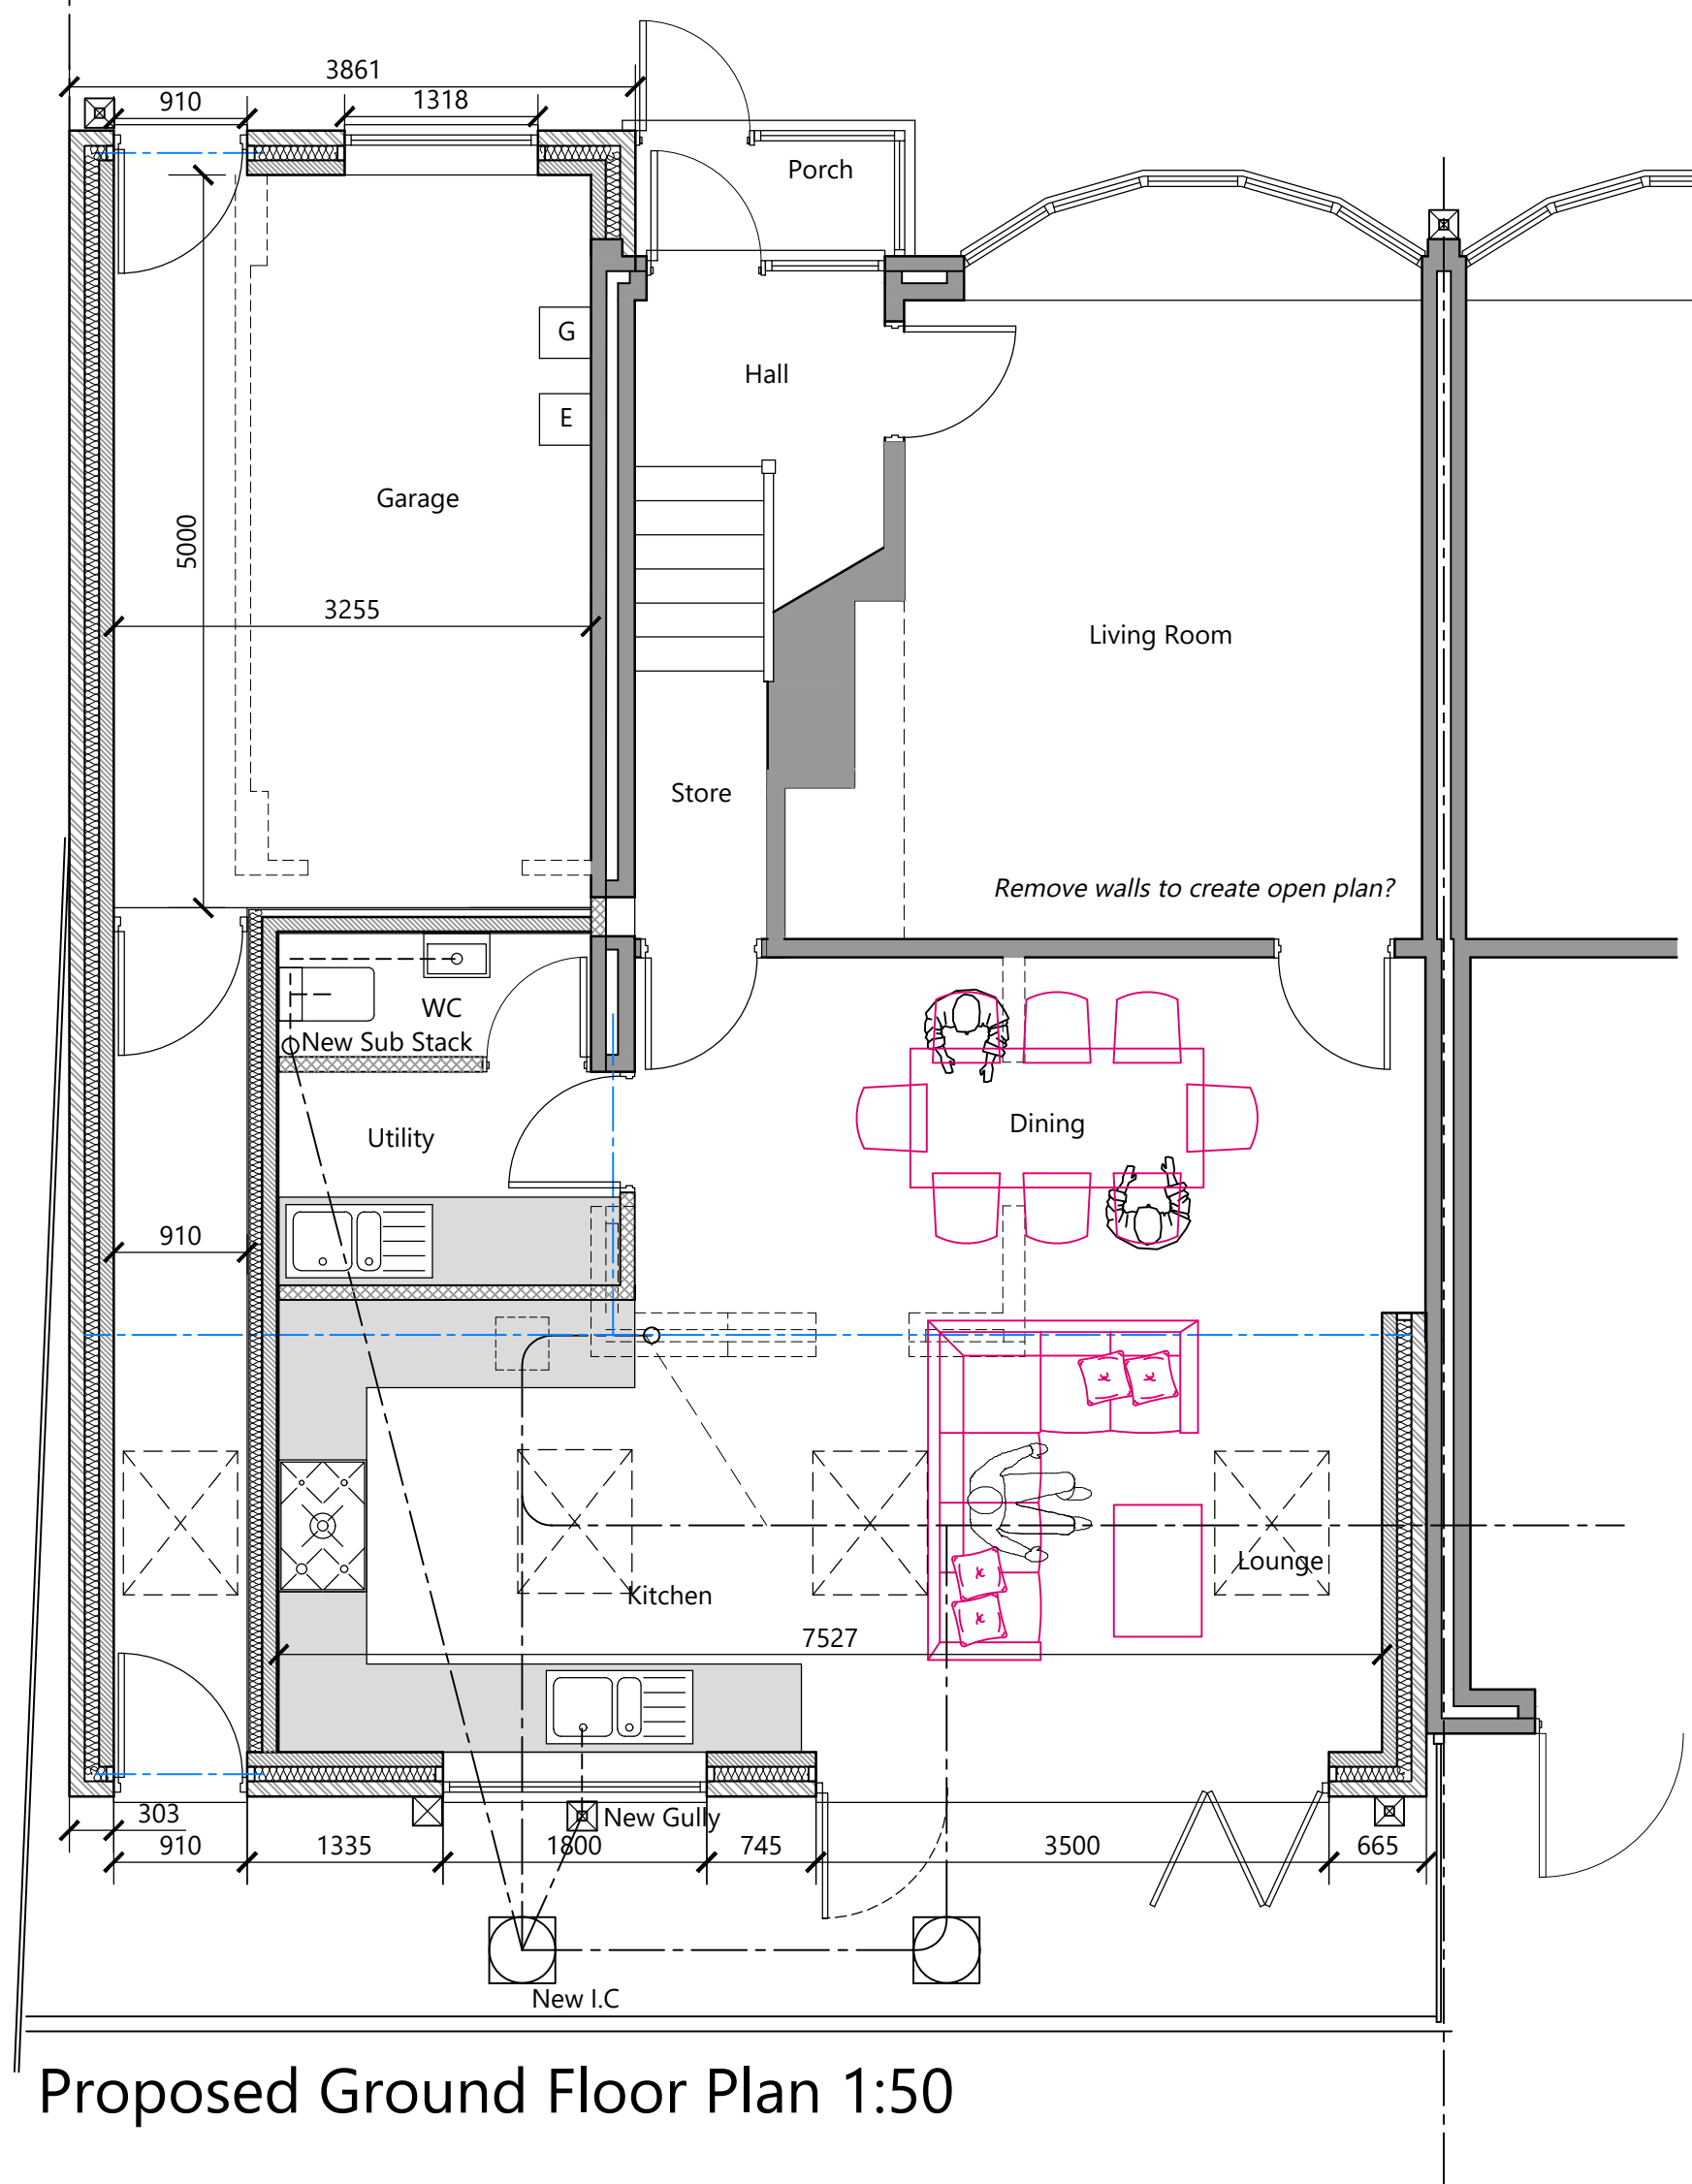 3861
910
1318
Porch
G
Hall
E
Garage
5000
3255
Living Room
Store
Remove walls to create open plan?
WC
New Sub Stack
Dining
Utility
910
Lounge
Kitchen
7527
303
New Gully
910
1335
1800
745
3500
665
New I.C
Proposed Ground Floor Plan 1:50